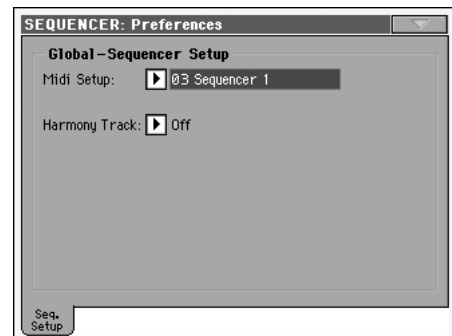 SEQUENCER: Preferences
Global-Sequencer Setup
Midi Setup: 03 Sequencer 1
Harmony Track: Off
Seq.
Setup